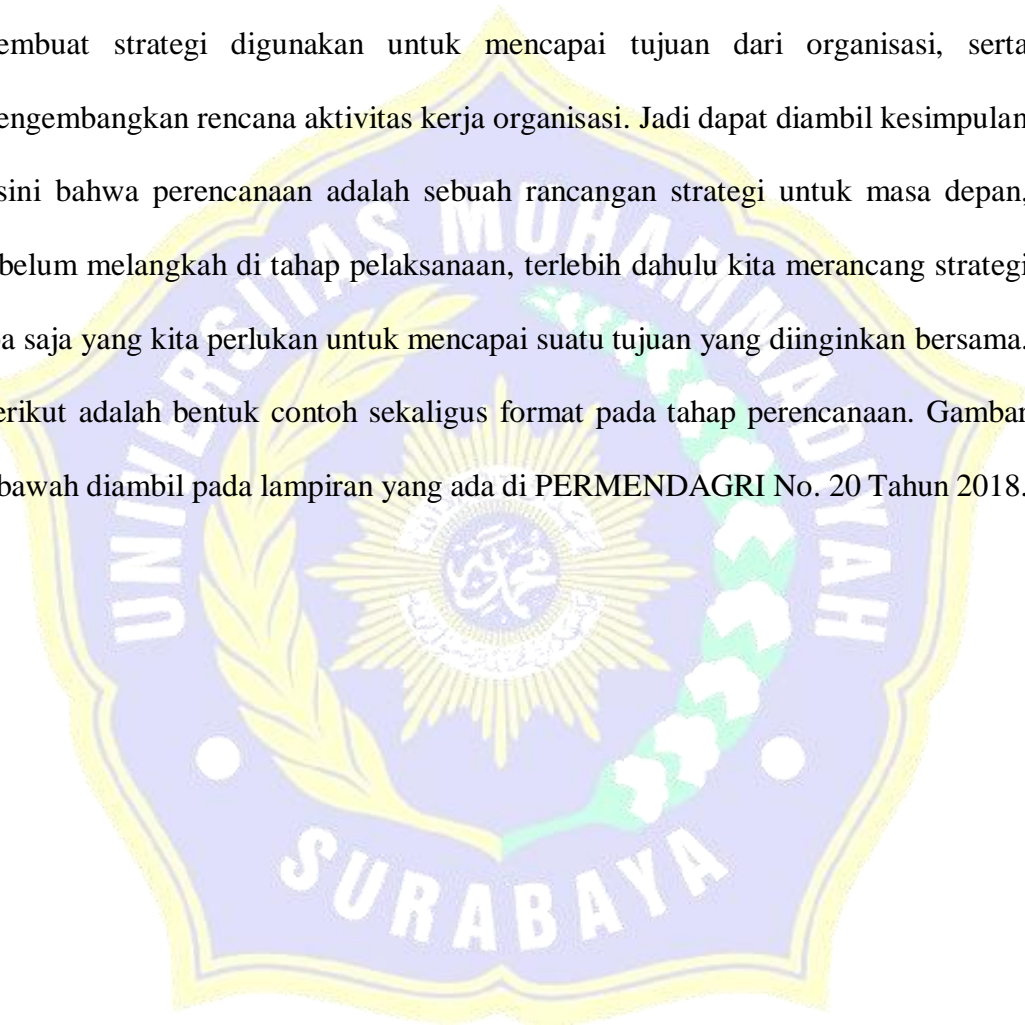 embuat strategi digunakan untuk mencapai tujuan dari organisasi, serta
engembangkan rencana aktivitas kerja organisasi. Jadi dapat diambil kesimpulan
sini bahwa perencanaan adalah sebuah rancangan strategi untuk masa depan,
belum melangkah di tahap pelaksanaan, terlebih dahulu kita merancang strategi
a saja yang kita perlukan untuk mencapai suatu tujuan yang diinginkan bersama.
erikut adalah bentuk contoh sekaligus format pada tahap perencanaan. Gambar
bawah diambil pada lampiran yang ada di PERMENDAGRI No. 20 Tahun 2018.
UNIVERSITAS MUHAMMADIYAH
SURABAYA